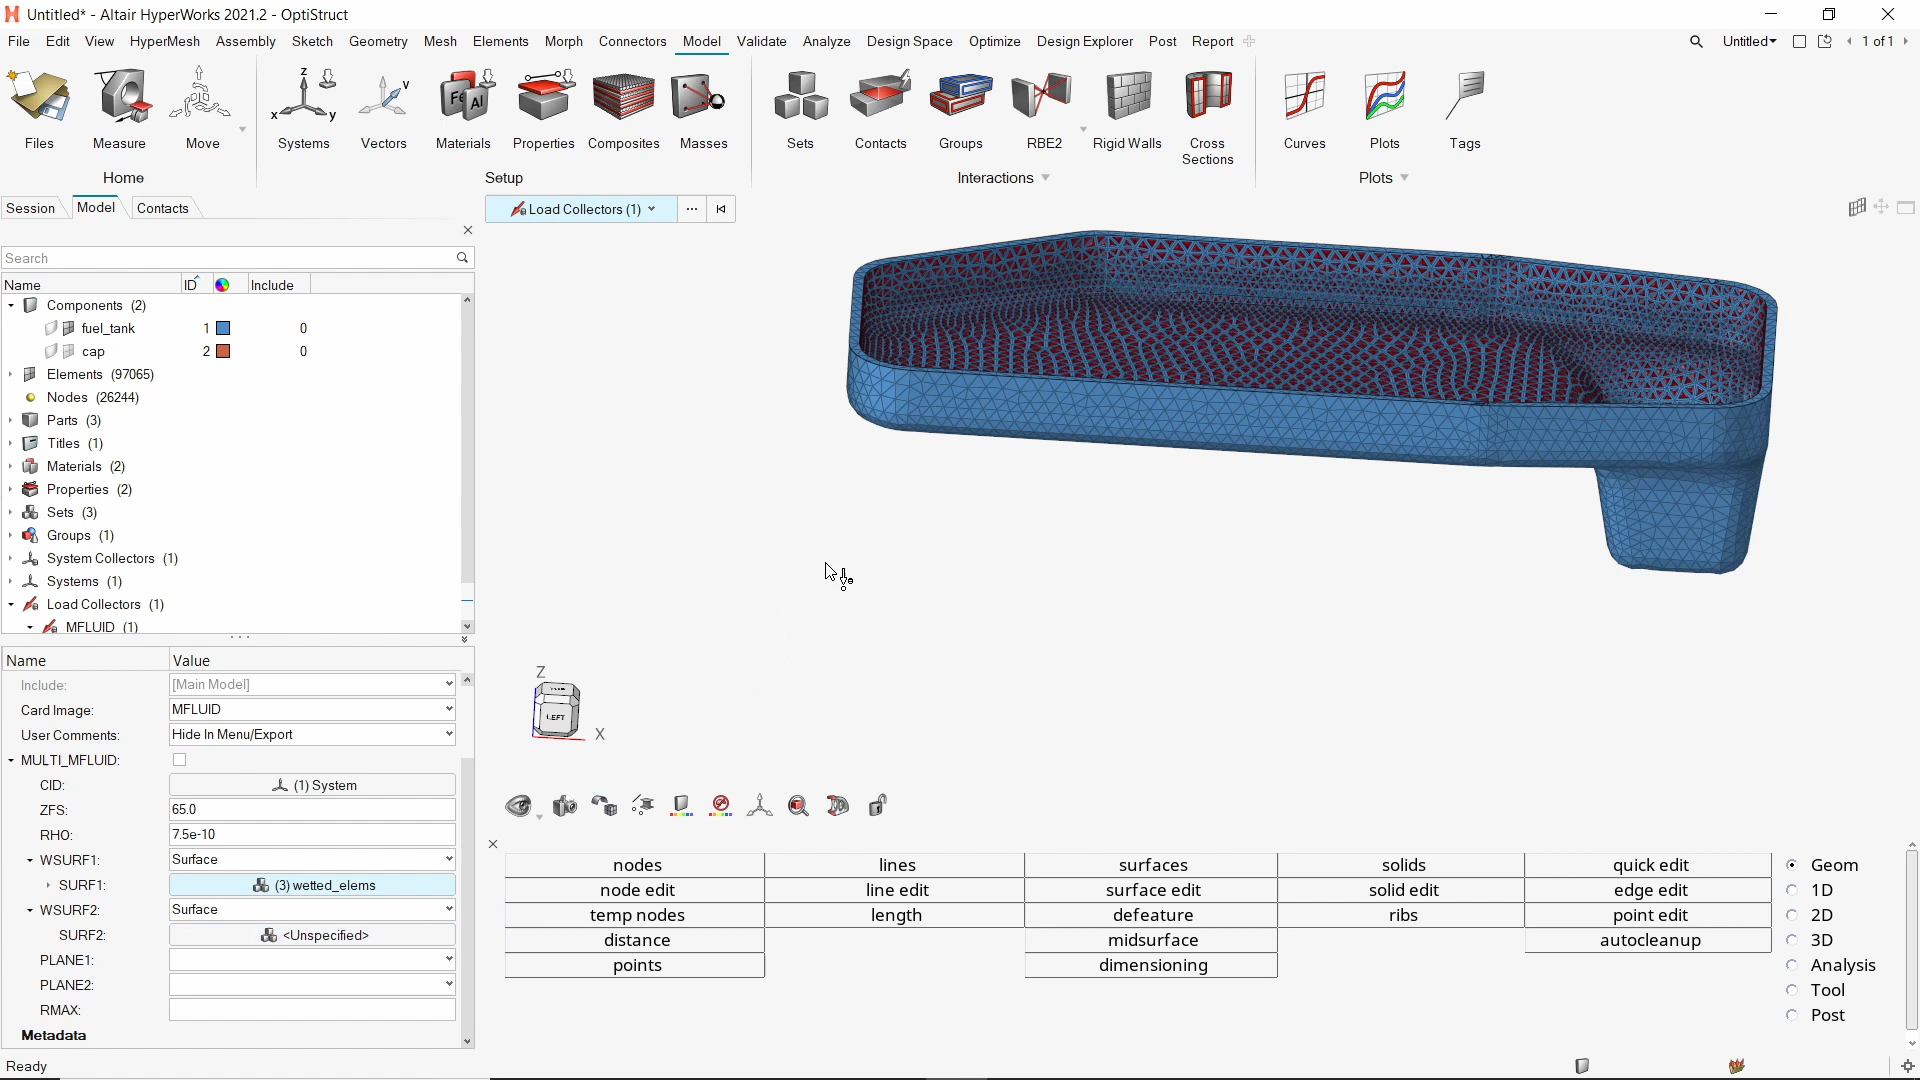 Untitled* - Altair HyperWorks 2021.2 - OptiStruct
File Edit View HyperMesh Assembly Sketch Geometry Mesh Elements Morph Connectors Model Validate Analyze Design Space Optimize Design Explorer Post Report Untitled 1 of 1
Files Measure Move Systems Vectors Materials Properties Composites Masses Sets Contacts Groups RBE2 Rigid Walls Cross Sections Curves Plots Tags
Home Setup Interactions Plots
Session Model Contacts
Load Collectors (1) ...
Search
Name ID Include
Components (2)
fuel_tank 1 0
cap 2 0
Elements (97065)
Nodes (26244)
Parts (3)
Titles (1)
Materials (2)
Properties (2)
Sets (3)
Groups (1)
System Collectors (1)
Systems (1)
Load Collectors (1)
MFLUID (1)
Name Value
Include: [Main Model]
Card Image: MFLUID
User Comments: Hide In Menu/Export
MULTI_MFLUID:
CID: (1) System
ZFS: 65.0
RHO: 7.5e-10
WSURF1: Surface
SURF1: (3) wetted_elems
WSURF2: Surface
SURF2: <Unspecified>
PLANE1:
PLANE2:
RMAX:
Metadata
Z
LEFT
X
nodes lines surfaces solids quick edit Geom
node edit line edit surface edit solid edit edge edit 1D
temp nodes length defeature ribs point edit 2D
distance midsurface autocleanup 3D
points dimensioning Analysis
Tool
Post
Ready